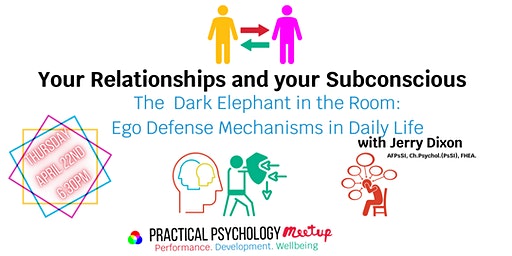 Your Relationships and your Subconscious
The Dark Elephant in the Room:
Ego Defense Mechanisms in Daily Life
with Jerry Dixon
AFPsSI, Ch.Psychol.(PsSI), FHEA.
THURSDAY
APRIL 22ND
6:30PM
PRACTICAL PSYCHOLOGY meetup
Performance. Development. Wellbeing